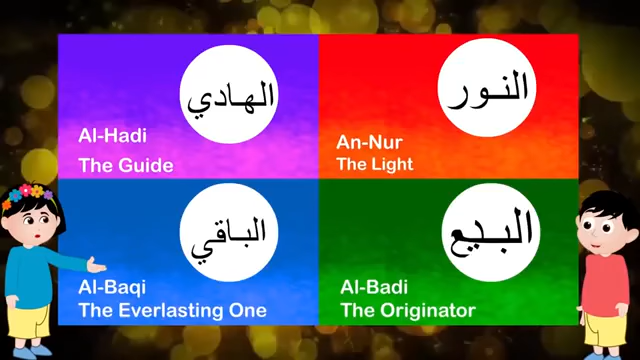 الهادي
Al-Hadi
The Guide
النور
An-Nur
The Light
الباقي
Al-Baqi
The Everlasting One
البديع
Al-Badi
The Originator